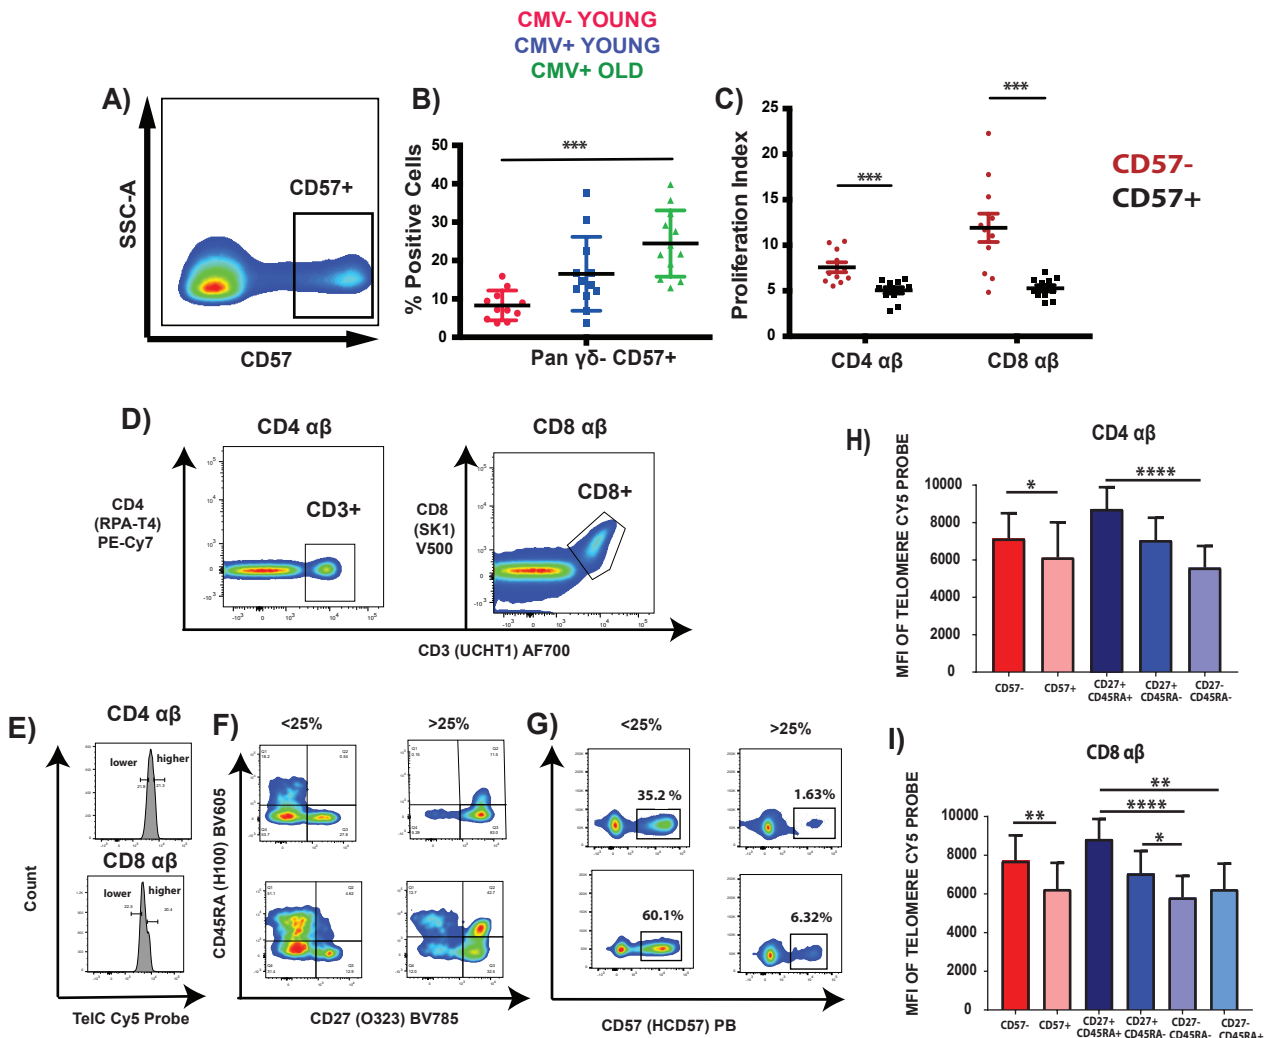 CMV- YOUNG
CMV+ YOUNG
CMV+ OLD
A)
SSC-A
CD57+
CD57
B)
% Positive Cells
50
40
30
20
10
0
***
Pan γδ- CD57+
C)
Proliferation Index
25
20
15
10
5
0
***
***
CD4 αβ
CD8 αβ
CD57-
CD57+
D)
CD4 αβ
CD4
(RPA-T4)
PE-Cy7
CD3+
CD8 αβ
CD8
(SK1)
V500
CD8+
CD3 (UCHT1) AF700
E)
CD4 αβ
lower
higher
CD8 αβ
lower
higher
Count
TelC Cy5 Probe
F)
<25%
>25%
CD45RA (H100) BV605
CD27 (O323) BV785
G)
<25%
>25%
35.2 %
1.63%
60.1%
6.32%
CD57 (HCD57) PB
H)
CD4 αβ
MFI OF TELOMERE CY5 PROBE
10000
8000
6000
4000
2000
0
*
****
CD57-
CD57+
CD27+
CD45RA+
CD27+
CD45RA-
CD27-
CD45RA-
I)
CD8 αβ
MFI OF TELOMERE CY5 PROBE
10000
8000
6000
4000
2000
0
**
**
****
*
CD57-
CD57+
CD27+
CD45RA+
CD27+
CD45RA-
CD27-
CD45RA-
CD27-
CD45RA+